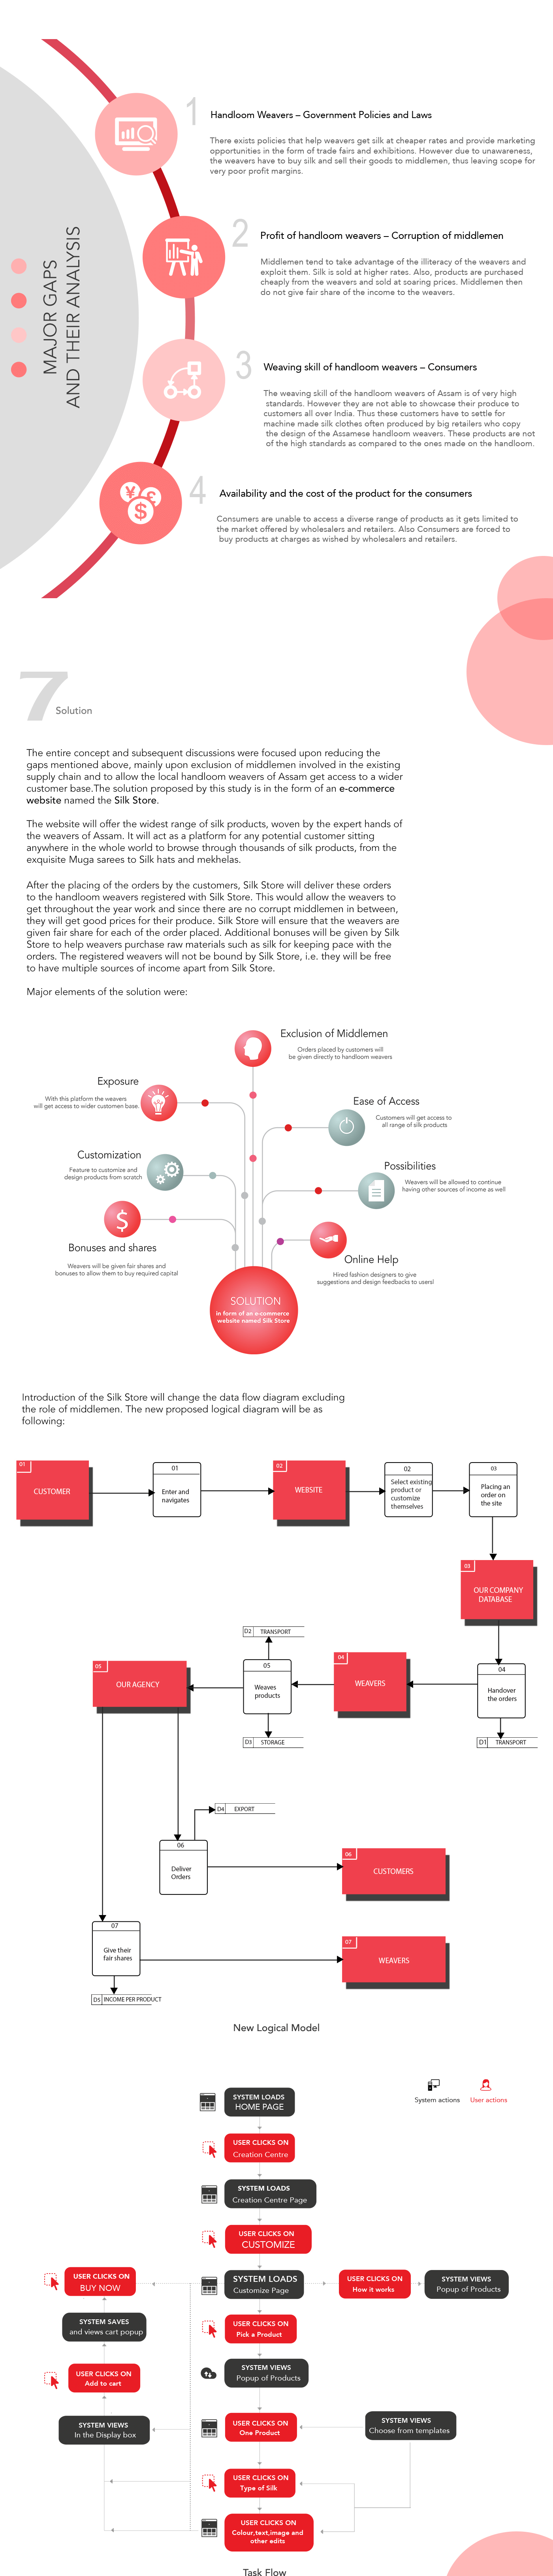 MAJOR GAPS
AND THEIR ANALYSIS
1
Handloom Weavers – Government Policies and Laws
There exists policies that help weavers get silk at cheaper rates and provide marketing
opportunities in the form of trade fairs and exhibitions. However due to unawareness,
the weavers have to buy silk and sell their goods to middlemen, thus leaving scope for
very poor profit margins.
2
Profit of handloom weavers – Corruption of middlemen
Middlemen tend to take advantage of the illiteracy of the weavers and
exploit them. Silk is sold at higher rates. Also, products are purchased
cheaply from the weavers and sold at soaring prices. Middlemen then
do not give fair share of the income to the weavers.
3
Weaving skill of handloom weavers – Consumers
The weaving skill of the handloom weavers of Assam is of very high
standards. However they are not able to showcase their produce to
customers all over India. Thus these customers have to settle for
machine made silk clothes often produced by big retailers who copy
the design of the Assamese handloom weavers. These products are not
of the high standards as compared to the ones made on the handloom.
¥ £
$
4
Availability and the cost of the product for the consumers
Consumers are unable to access a diverse range of products as it gets limited to
the market offered by wholesalers and retailers. Also Consumers are forced to
buy products at charges as wished by wholesalers and retailers.
7
Solution
The entire concept and subsequent discussions were focused upon reducing the
gaps mentioned above, mainly upon exclusion of middlemen involved in the existing
supply chain and to allow the local handloom weavers of Assam get access to a wider
customer base.The solution proposed by this study is in the form of an e-commerce
website named the Silk Store.
The website will offer the widest range of silk products, woven by the expert hands of
the weavers of Assam. It will act as a platform for any potential customer sitting
anywhere in the whole world to browse through thousands of silk products, from the
exquisite Muga sarees to Silk hats and mekhelas.
After the placing of the orders by the customers, Silk Store will deliver these orders
to the handloom weavers registered with Silk Store. This would allow the weavers to
get throughout the year work and since there are no corrupt middlemen in between,
they will get good prices for their produce. Silk Store will ensure that the weavers are
given fair share for each of the order placed. Additional bonuses will be given by Silk
Store to help weavers purchase raw materials such as silk for keeping pace with the
orders. The registered weavers will not be bound by Silk Store, i.e. they will be free
to have multiple sources of income apart from Silk Store.
Major elements of the solution were:
Exclusion of Middlemen
Orders placed by customers will
be given directly to handloom weavers
Exposure
With this platform the weavers
will get access to wider customer base.
Ease of Access
Customers will get access to
all range of silk products
Customization
Feature to customize and
design products from scratch
Possibilities
Weavers will be allowed to continue
having other sources of income as well
$
Bonuses and shares
Weavers will be given fair shares and
bonuses to allow them to buy required capital
Online Help
Hired fashion designers to give
suggestions and design feedbacks to users!
SOLUTION
in form of an e-commerce
website named Silk Store
Introduction of the Silk Store will change the data flow diagram excluding
the role of middlemen. The new proposed logical diagram will be as
following:
01
CUSTOMER
01
Enter and
navigates
02
WEBSITE
02
Select existing
product or
customize
themselves
03
Placing an
order on
the site
03
OUR COMPANY
DATABASE
04
Handover
the orders
D1 TRANSPORT
04
WEAVERS
D2 TRANSPORT
05
Weaves
products
D3 STORAGE
05
OUR AGENCY
D4 EXPORT
06
Deliver
Orders
06
CUSTOMERS
07
Give their
fair shares
07
WEAVERS
D5 INCOME PER PRODUCT
New Logical Model
System actions
User actions
SYSTEM LOADS
HOME PAGE
USER CLICKS ON
Creation Centre
SYSTEM LOADS
Creation Centre Page
USER CLICKS ON
CUSTOMIZE
USER CLICKS ON
BUY NOW
SYSTEM LOADS
Customize Page
USER CLICKS ON
How it works
SYSTEM VIEWS
Popup of Products
SYSTEM SAVES
and views cart popup
USER CLICKS ON
Pick a Product
USER CLICKS ON
Add to cart
SYSTEM VIEWS
Popup of Products
SYSTEM VIEWS
In the Display box
USER CLICKS ON
One Product
SYSTEM VIEWS
Choose from templates
USER CLICKS ON
Type of Silk
USER CLICKS ON
Colour,text,image and
other edits
Task Flow